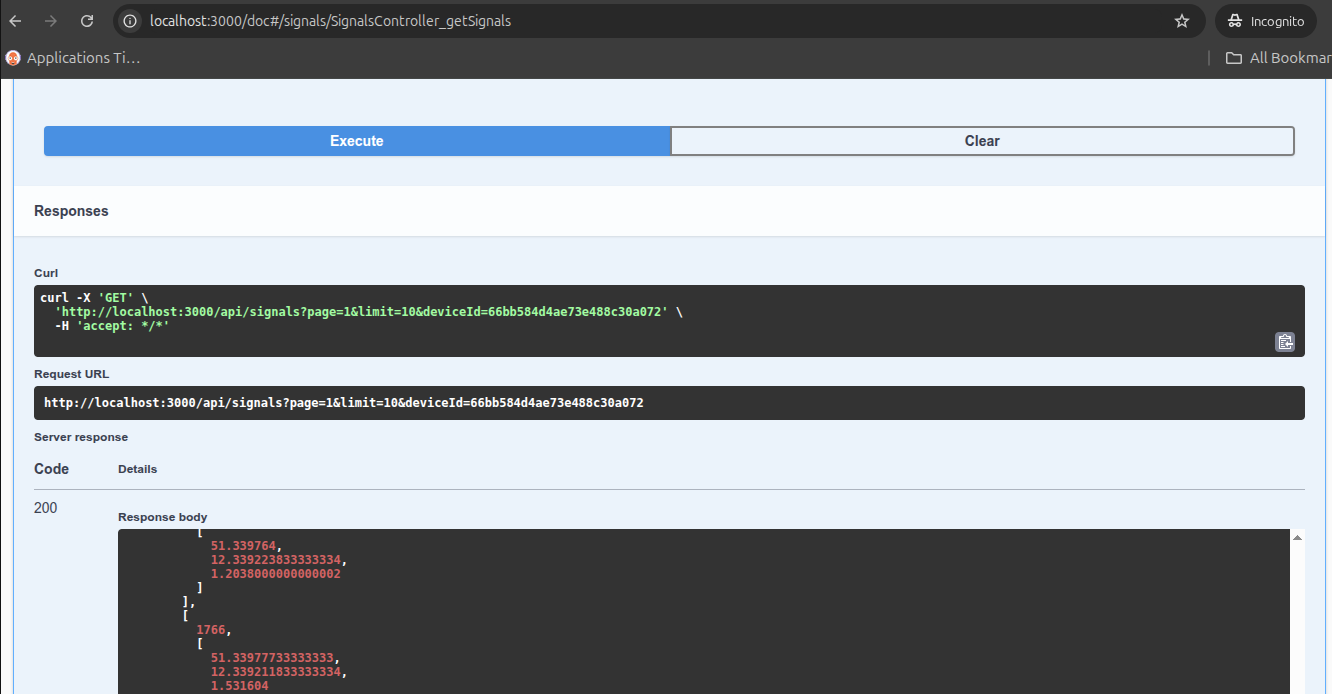 localhost:3000/doc#/signals/SignalsController_getSignals
Incognito
Applications Ti...
All Bookmar
Execute
Clear
Responses
Curl
curl -X 'GET' \
'http://localhost:3000/api/signals?page=1&limit=10&deviceId=66bb584d4ae73e488c30a072' \
-H 'accept: */*'
Request URL
http://localhost:3000/api/signals?page=1&limit=10&deviceId=66bb584d4ae73e488c30a072
Server response
Code
Details
200
Response body
[
51.339764,
12.339223833333334,
1.2038000000000002
]
],
[
1766,
[
51.33977733333333,
12.339211833333334,
1.531604